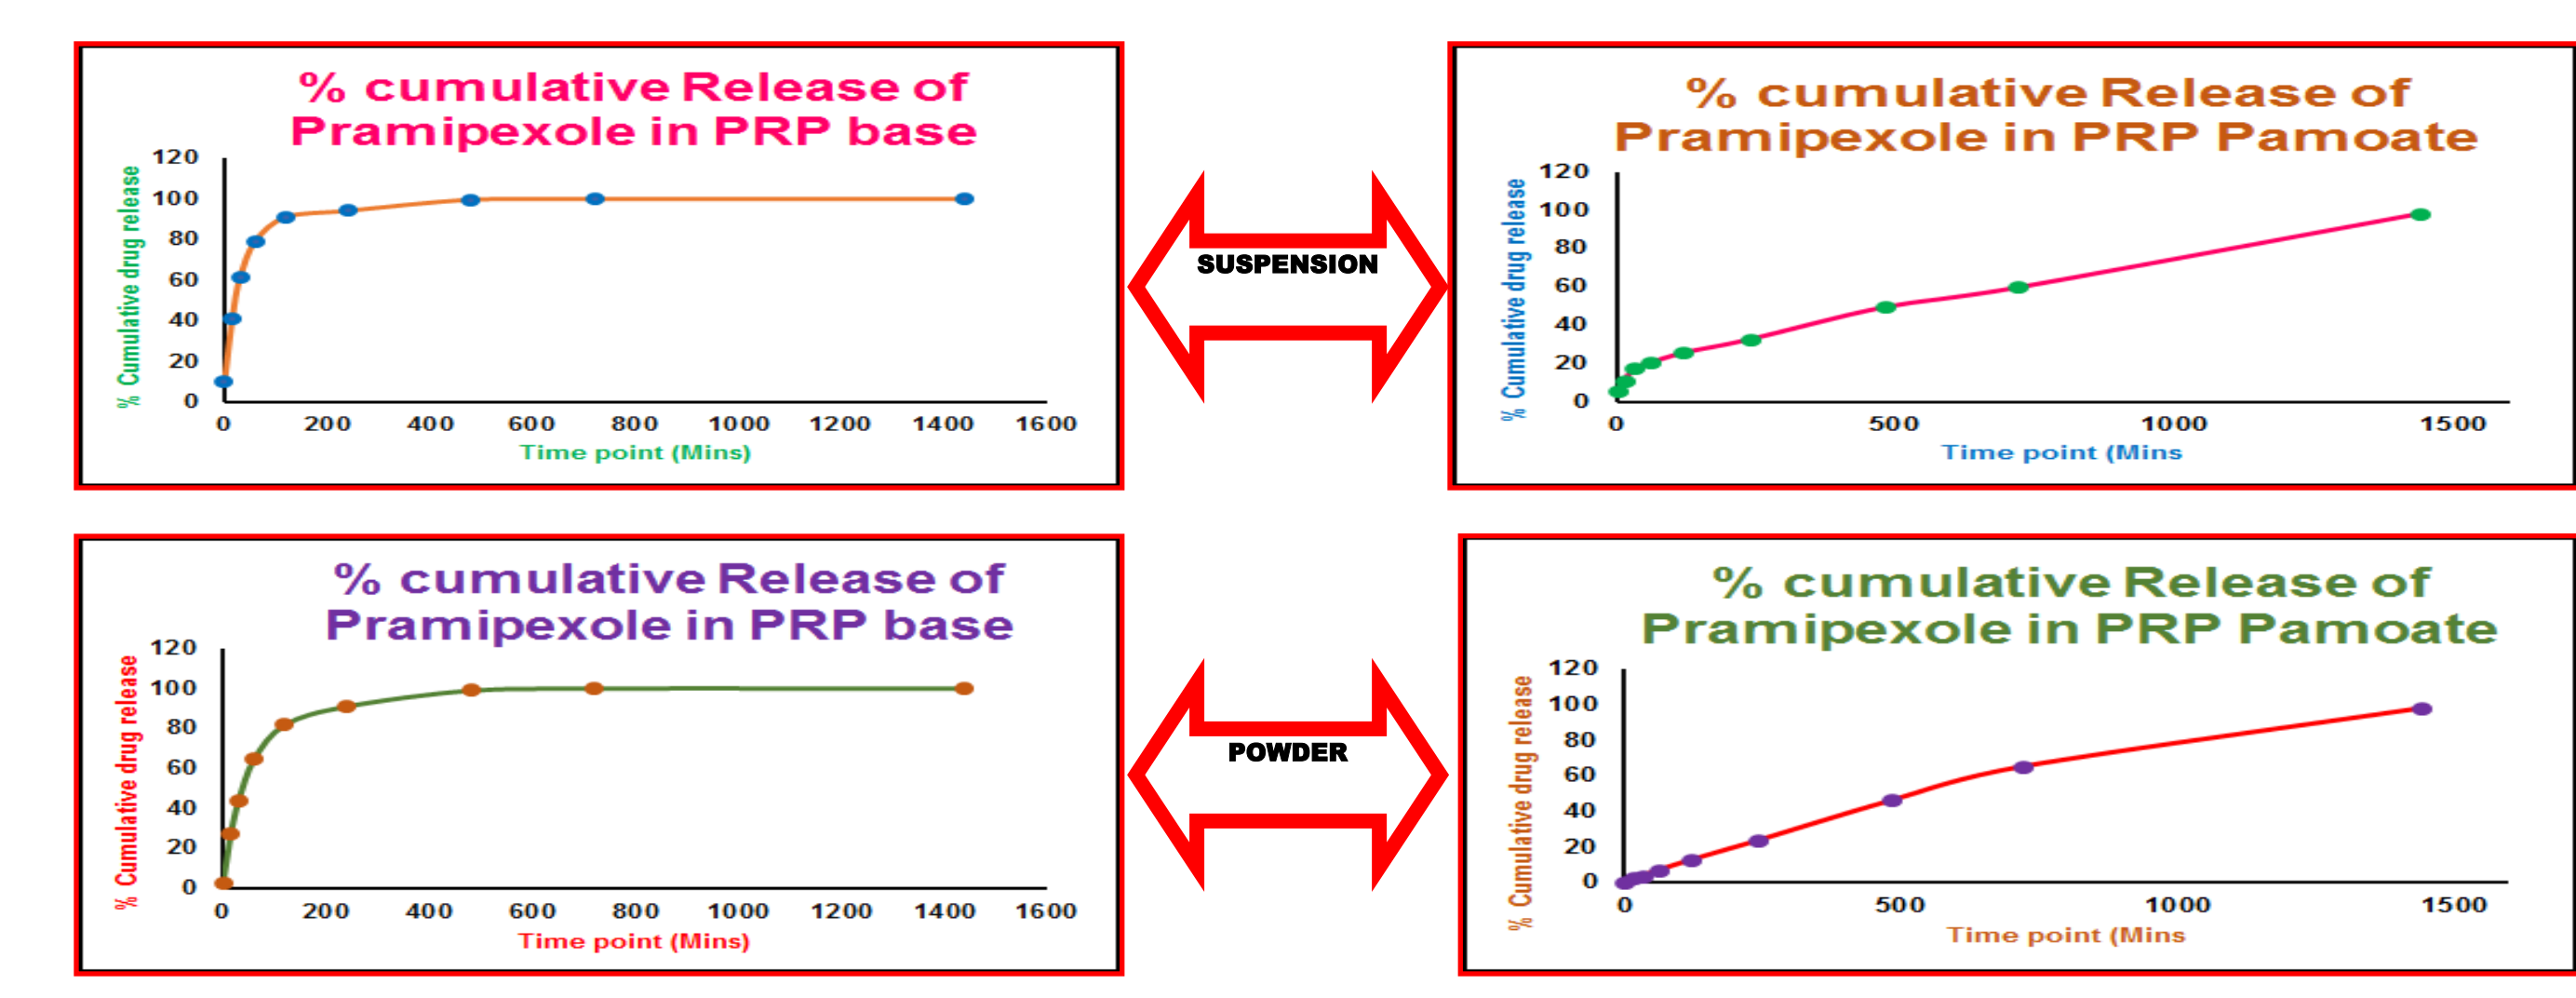 % cumulative Release of
Pramipexole in PRP base
% Cumulative drug release
120
100
80
60
40
20
0
0 200 400 600 800 1000 1200 1400 1600
Time point (Mins)
SUSPENSION
% cumulative Release of
Pramipexole in PRP Pamoate
% Cumulative drug release
120
100
80
60
40
20
0
0 500 1000 1500
Time point (Mins
% cumulative Release of
Pramipexole in PRP base
% Cumulative drug release
120
100
80
60
40
20
0
0 200 400 600 800 1000 1200 1400 1600
Time point (Mins)
POWDER
% cumulative Release of
Pramipexole in PRP Pamoate
% Cumulative drug release
120
100
80
60
40
20
0
0 500 1000 1500
Time point (Mins